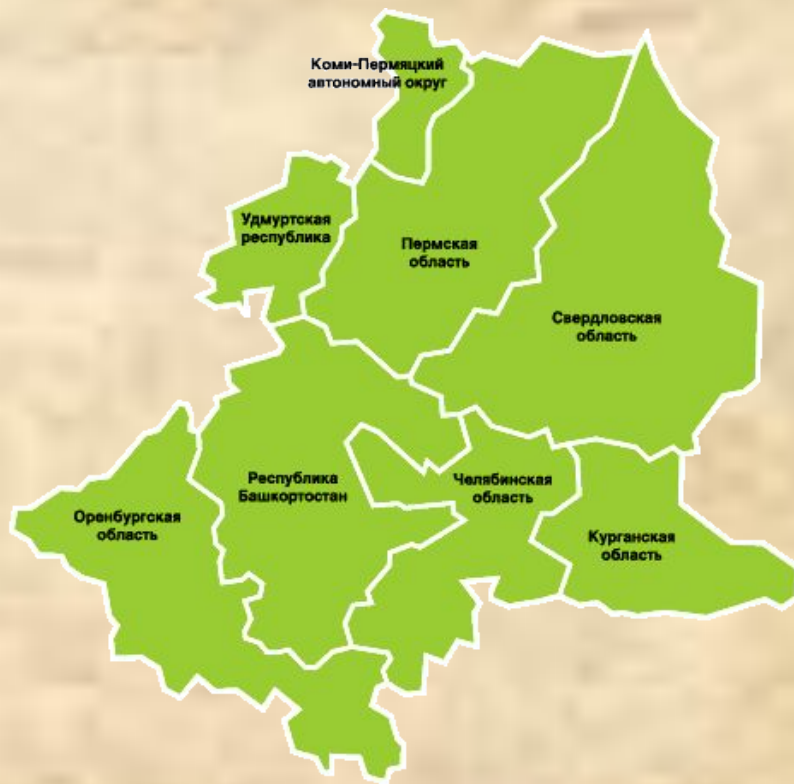 Коми-Пермяцкий
автономный округ
Удмуртская
республика
Пермская
область
Свердловская
область
Республика
Башкортостан
Челябинская
область
Оренбургская
область
Курганская
область